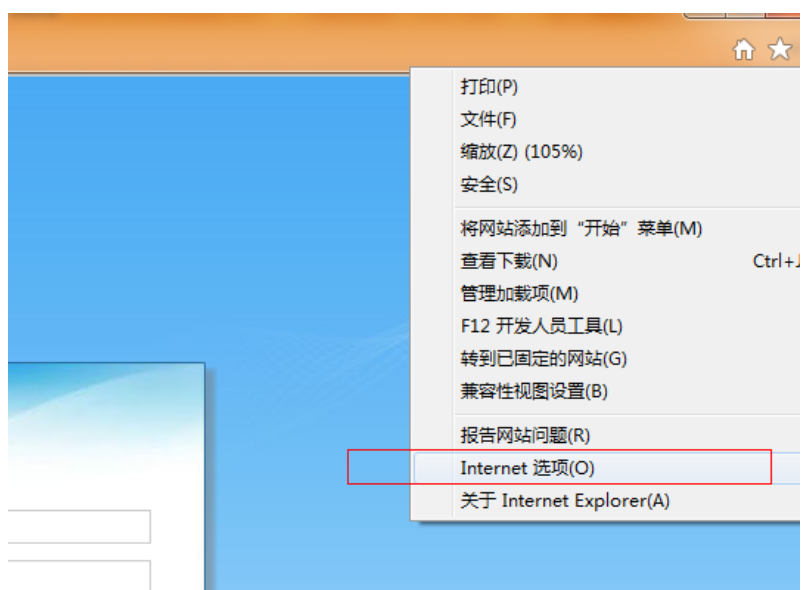 打印(P)
文件(F)
缩放(Z) (105%)
安全(S)
将网站添加到“开始”菜单(M)
查看下载(N) Ctrl+J
管理加载项(M)
F12 开发人员工具(L)
转到已固定的网站(G)
兼容性视图设置(B)
报告网站问题(R)
Internet 选项(O)
关于 Internet Explorer(A)